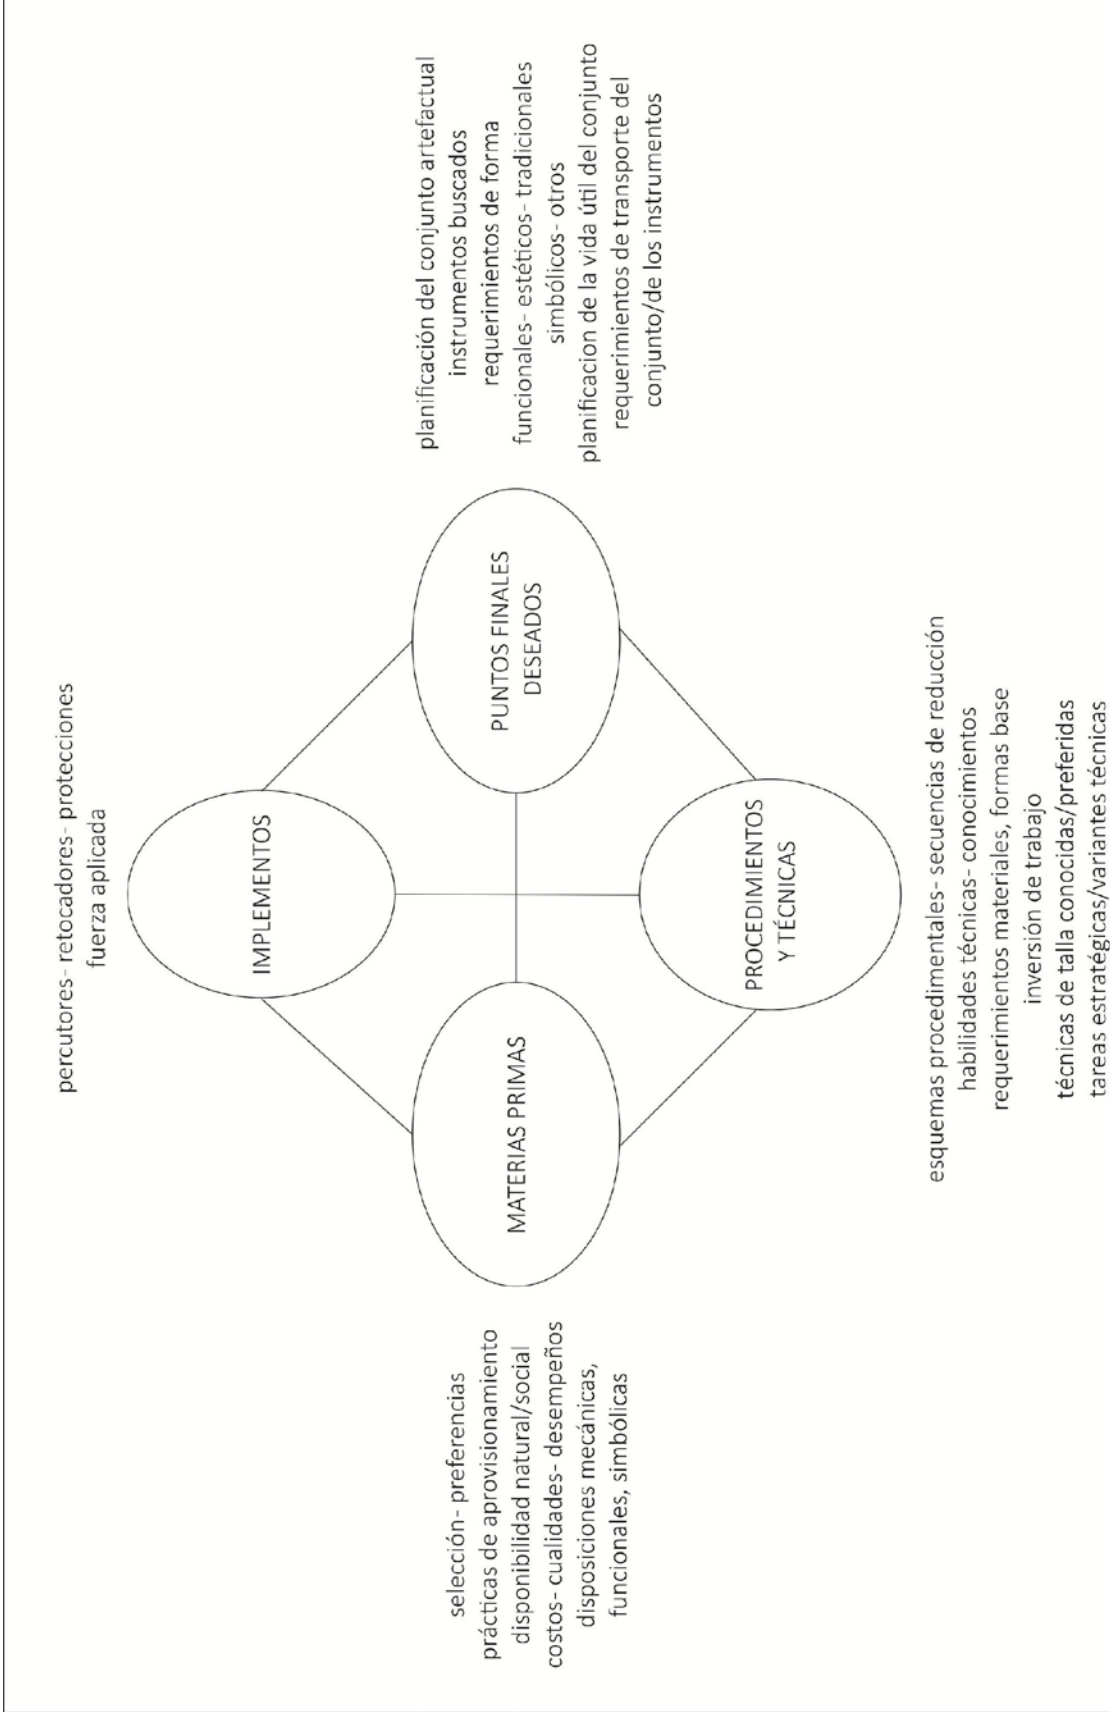 percutores- retocadores- protecciones
fuerza aplicada
IMPLEMENTOS
selección- preferencias
prácticas de aprovisionamiento
disponibilidad natural/social
costos- cualidades- desempeños
disposiciones mecánicas,
funcionales, simbólicas
MATERIAS PRIMAS
PUNTOS FINALES
DESEADOS
planificación del conjunto artefactual
instrumentos buscados
requerimientos de forma
funcionales- estéticos- tradicionales
simbólicos- otros
planificacion de la vida útil del conjunto
requerimientos de transporte del
conjunto/de los instrumentos
PROCEDIMIENTOS
Y TÉCNICAS
esquemas procedimentales- secuencias de reducción
habilidades técnicas- conocimientos
requerimientos materiales, formas base
inversión de trabajo
técnicas de talla conocidas/preferidas
tareas estratégicas/variantes técnicas